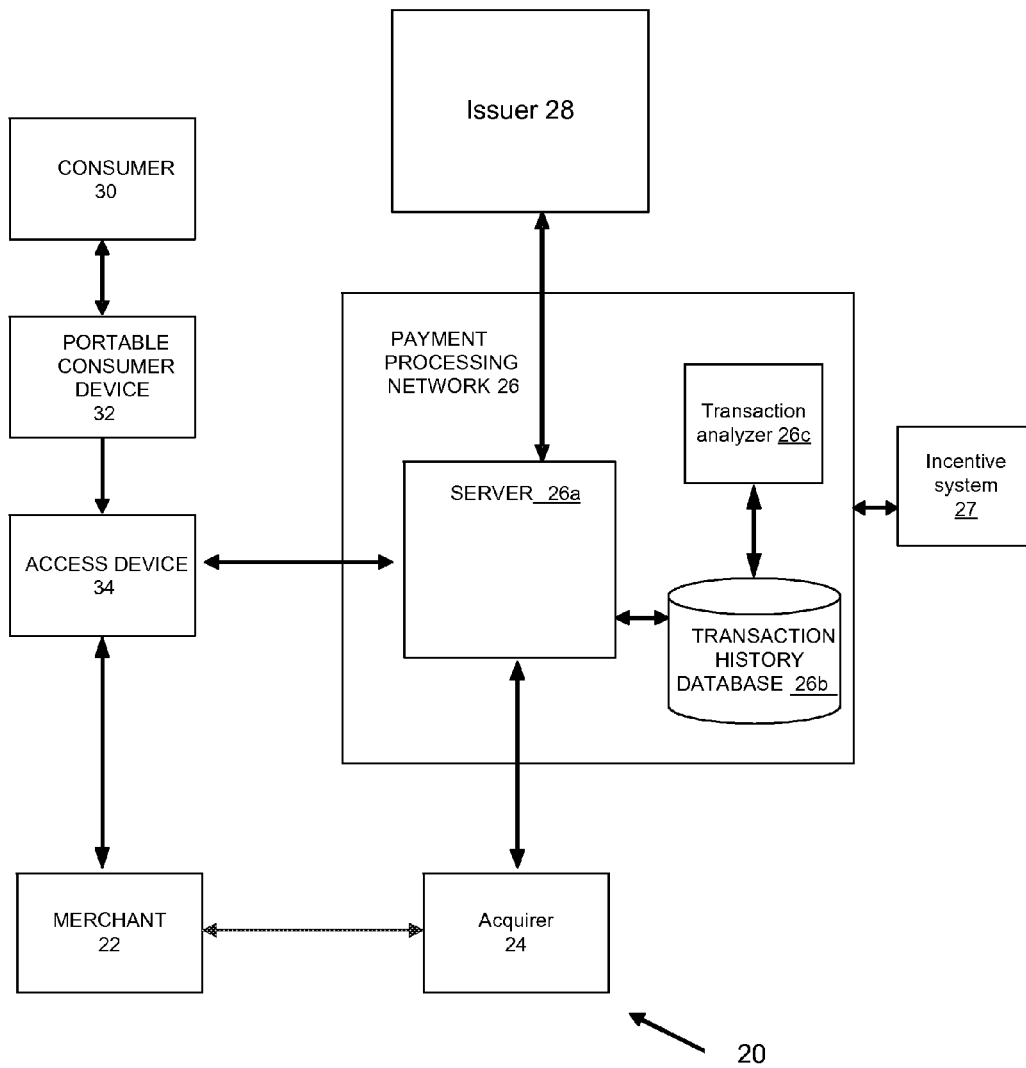 Issuer 28
CONSUMER
30
PORTABLE
CONSUMER
DEVICE
32
PAYMENT
PROCESSING
NETWORK 26
Transaction
analyzer 26c
Incentive
system
27
SERVER 26a
ACCESS DEVICE
34
TRANSACTION
HISTORY
DATABASE 26b
MERCHANT
22
Acquirer
24
20